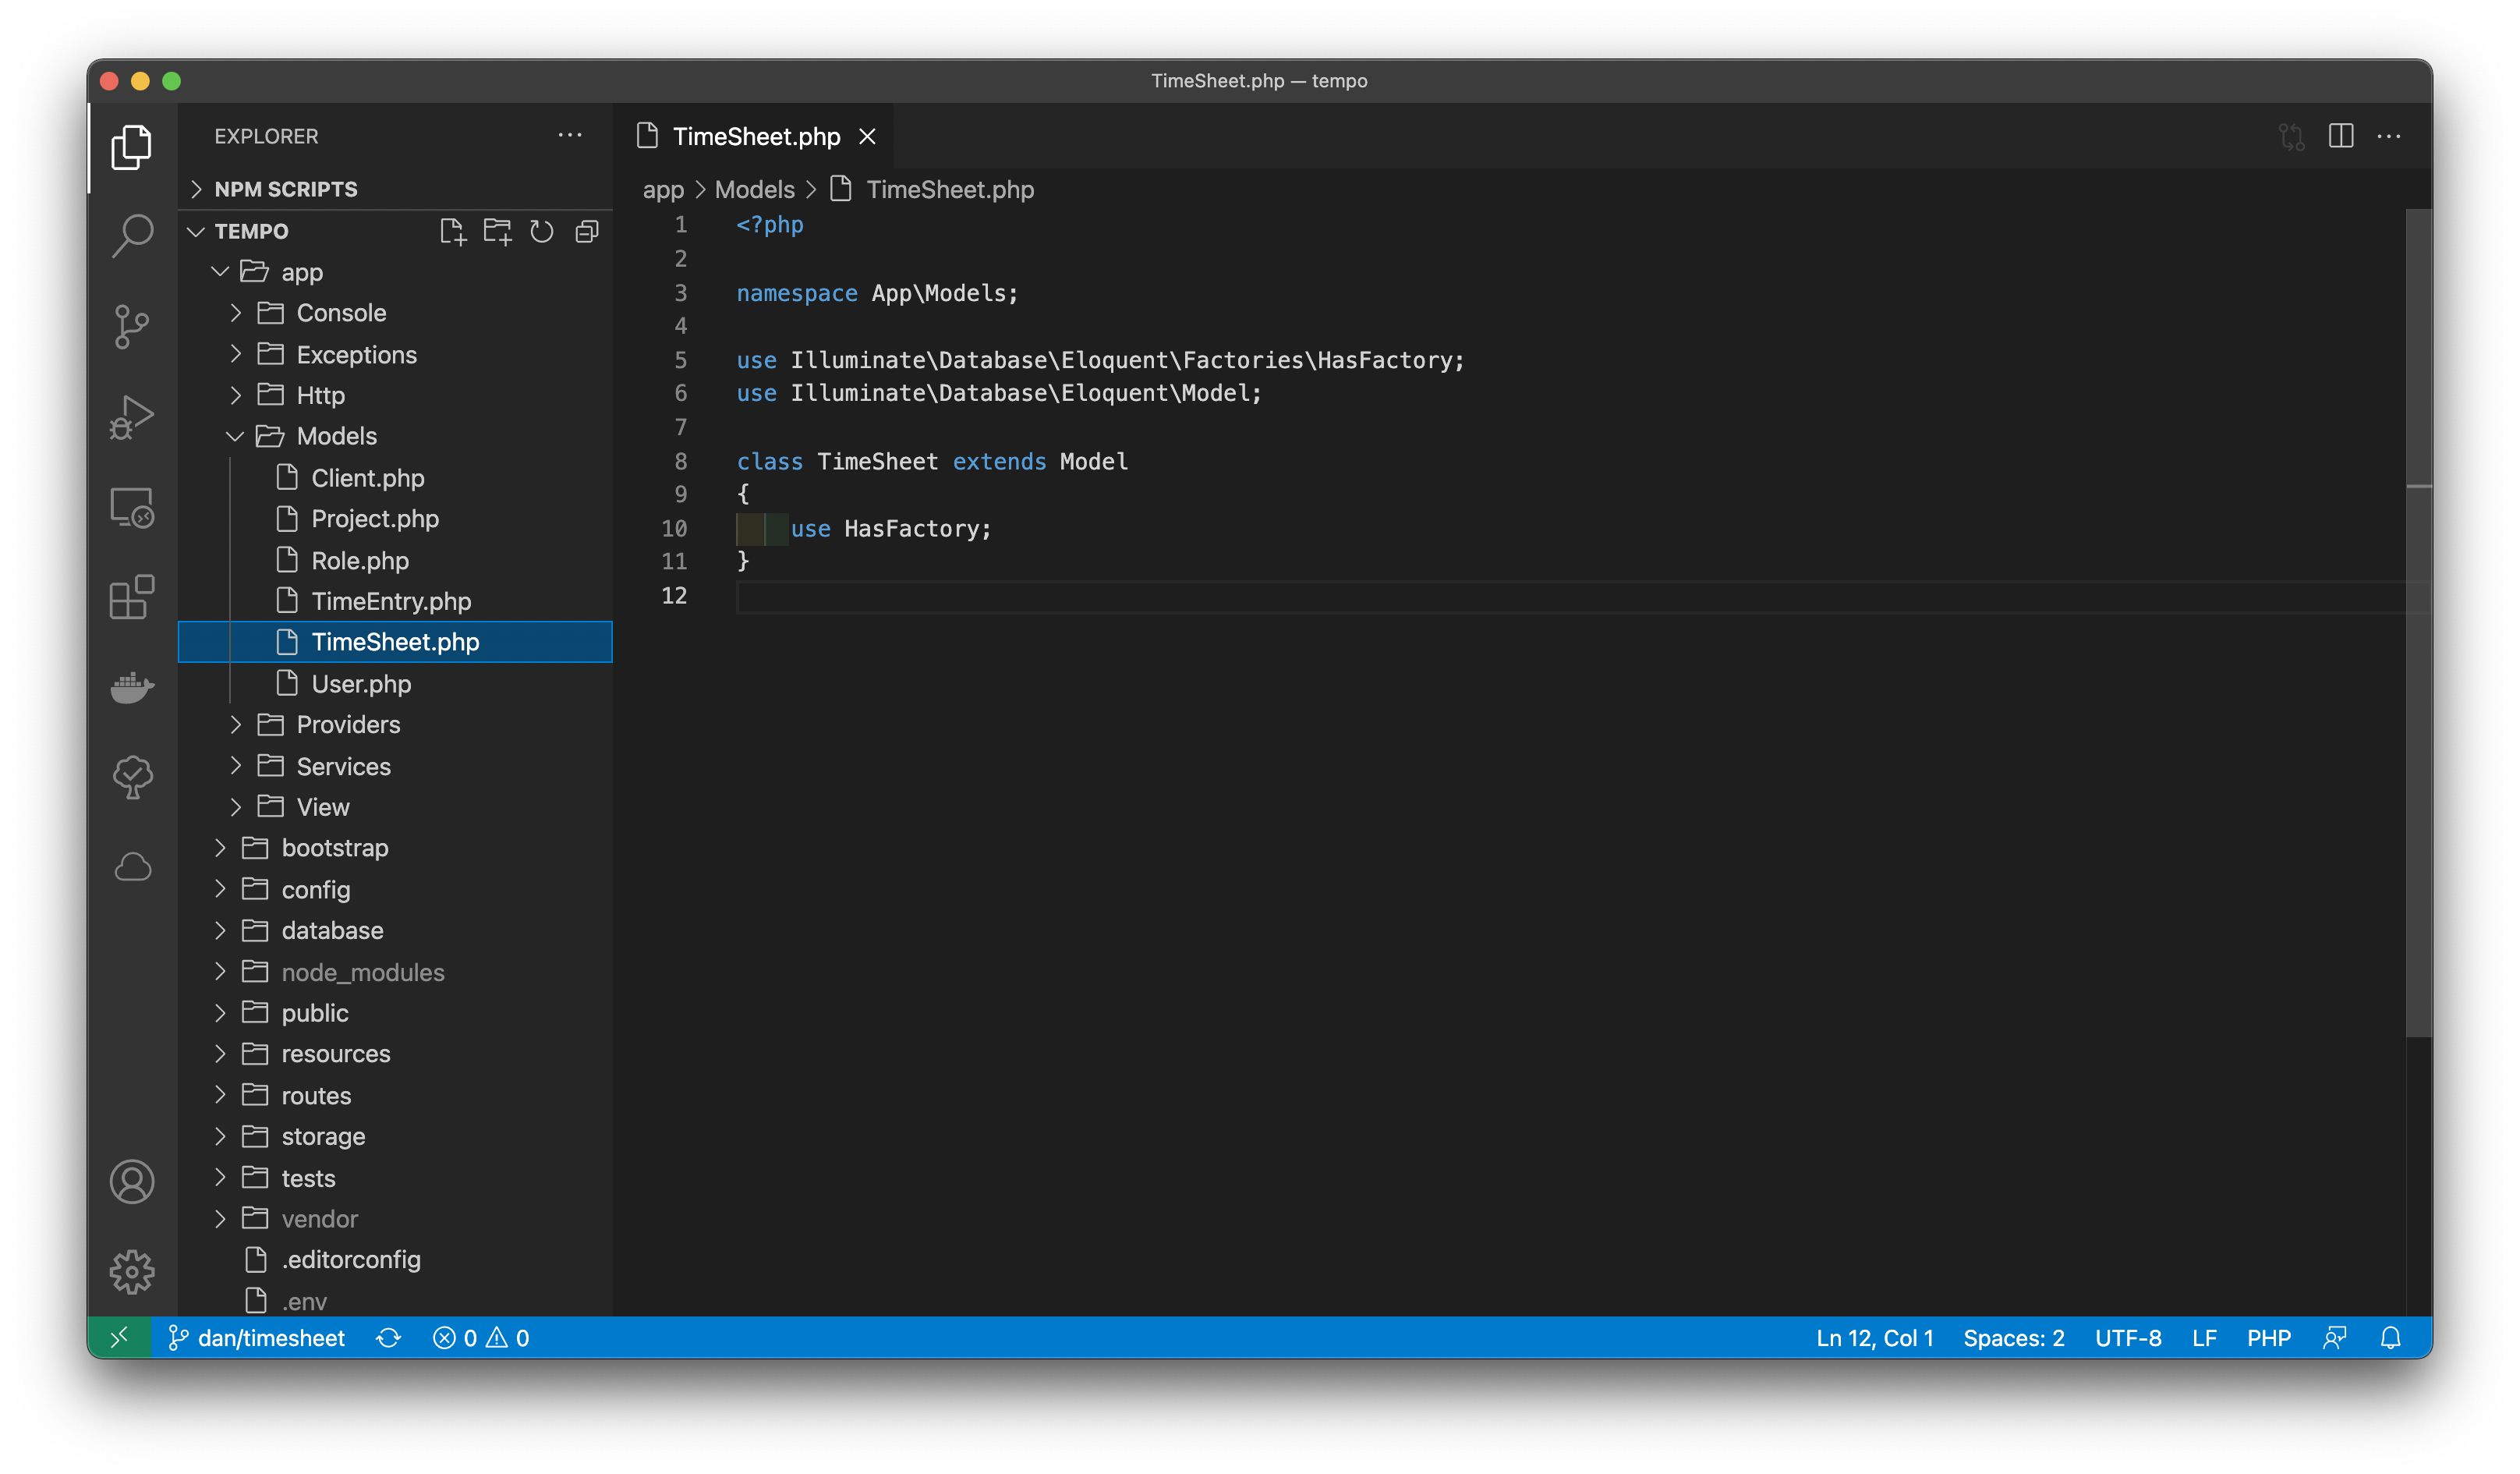 TimeSheet.php — tempo
EXPLORER
NPM SCRIPTS
TEMPO
app
Console
Exceptions
Http
Models
Client.php
Project.php
Role.php
TimeEntry.php
TimeSheet.php
User.php
Providers
Services
View
bootstrap
config
database
node_modules
public
resources
routes
storage
tests
vendor
.editorconfig
.env
TimeSheet.php
app > Models > TimeSheet.php
1 <?php
2
3 namespace App\Models;
4
5 use Illuminate\Database\Eloquent\Factories\HasFactory;
6 use Illuminate\Database\Eloquent\Model;
7
8 class TimeSheet extends Model
9 {
10     use HasFactory;
11 }
12
dan/timesheet 0 0 Ln 12, Col 1 Spaces: 2 UTF-8 LF PHP